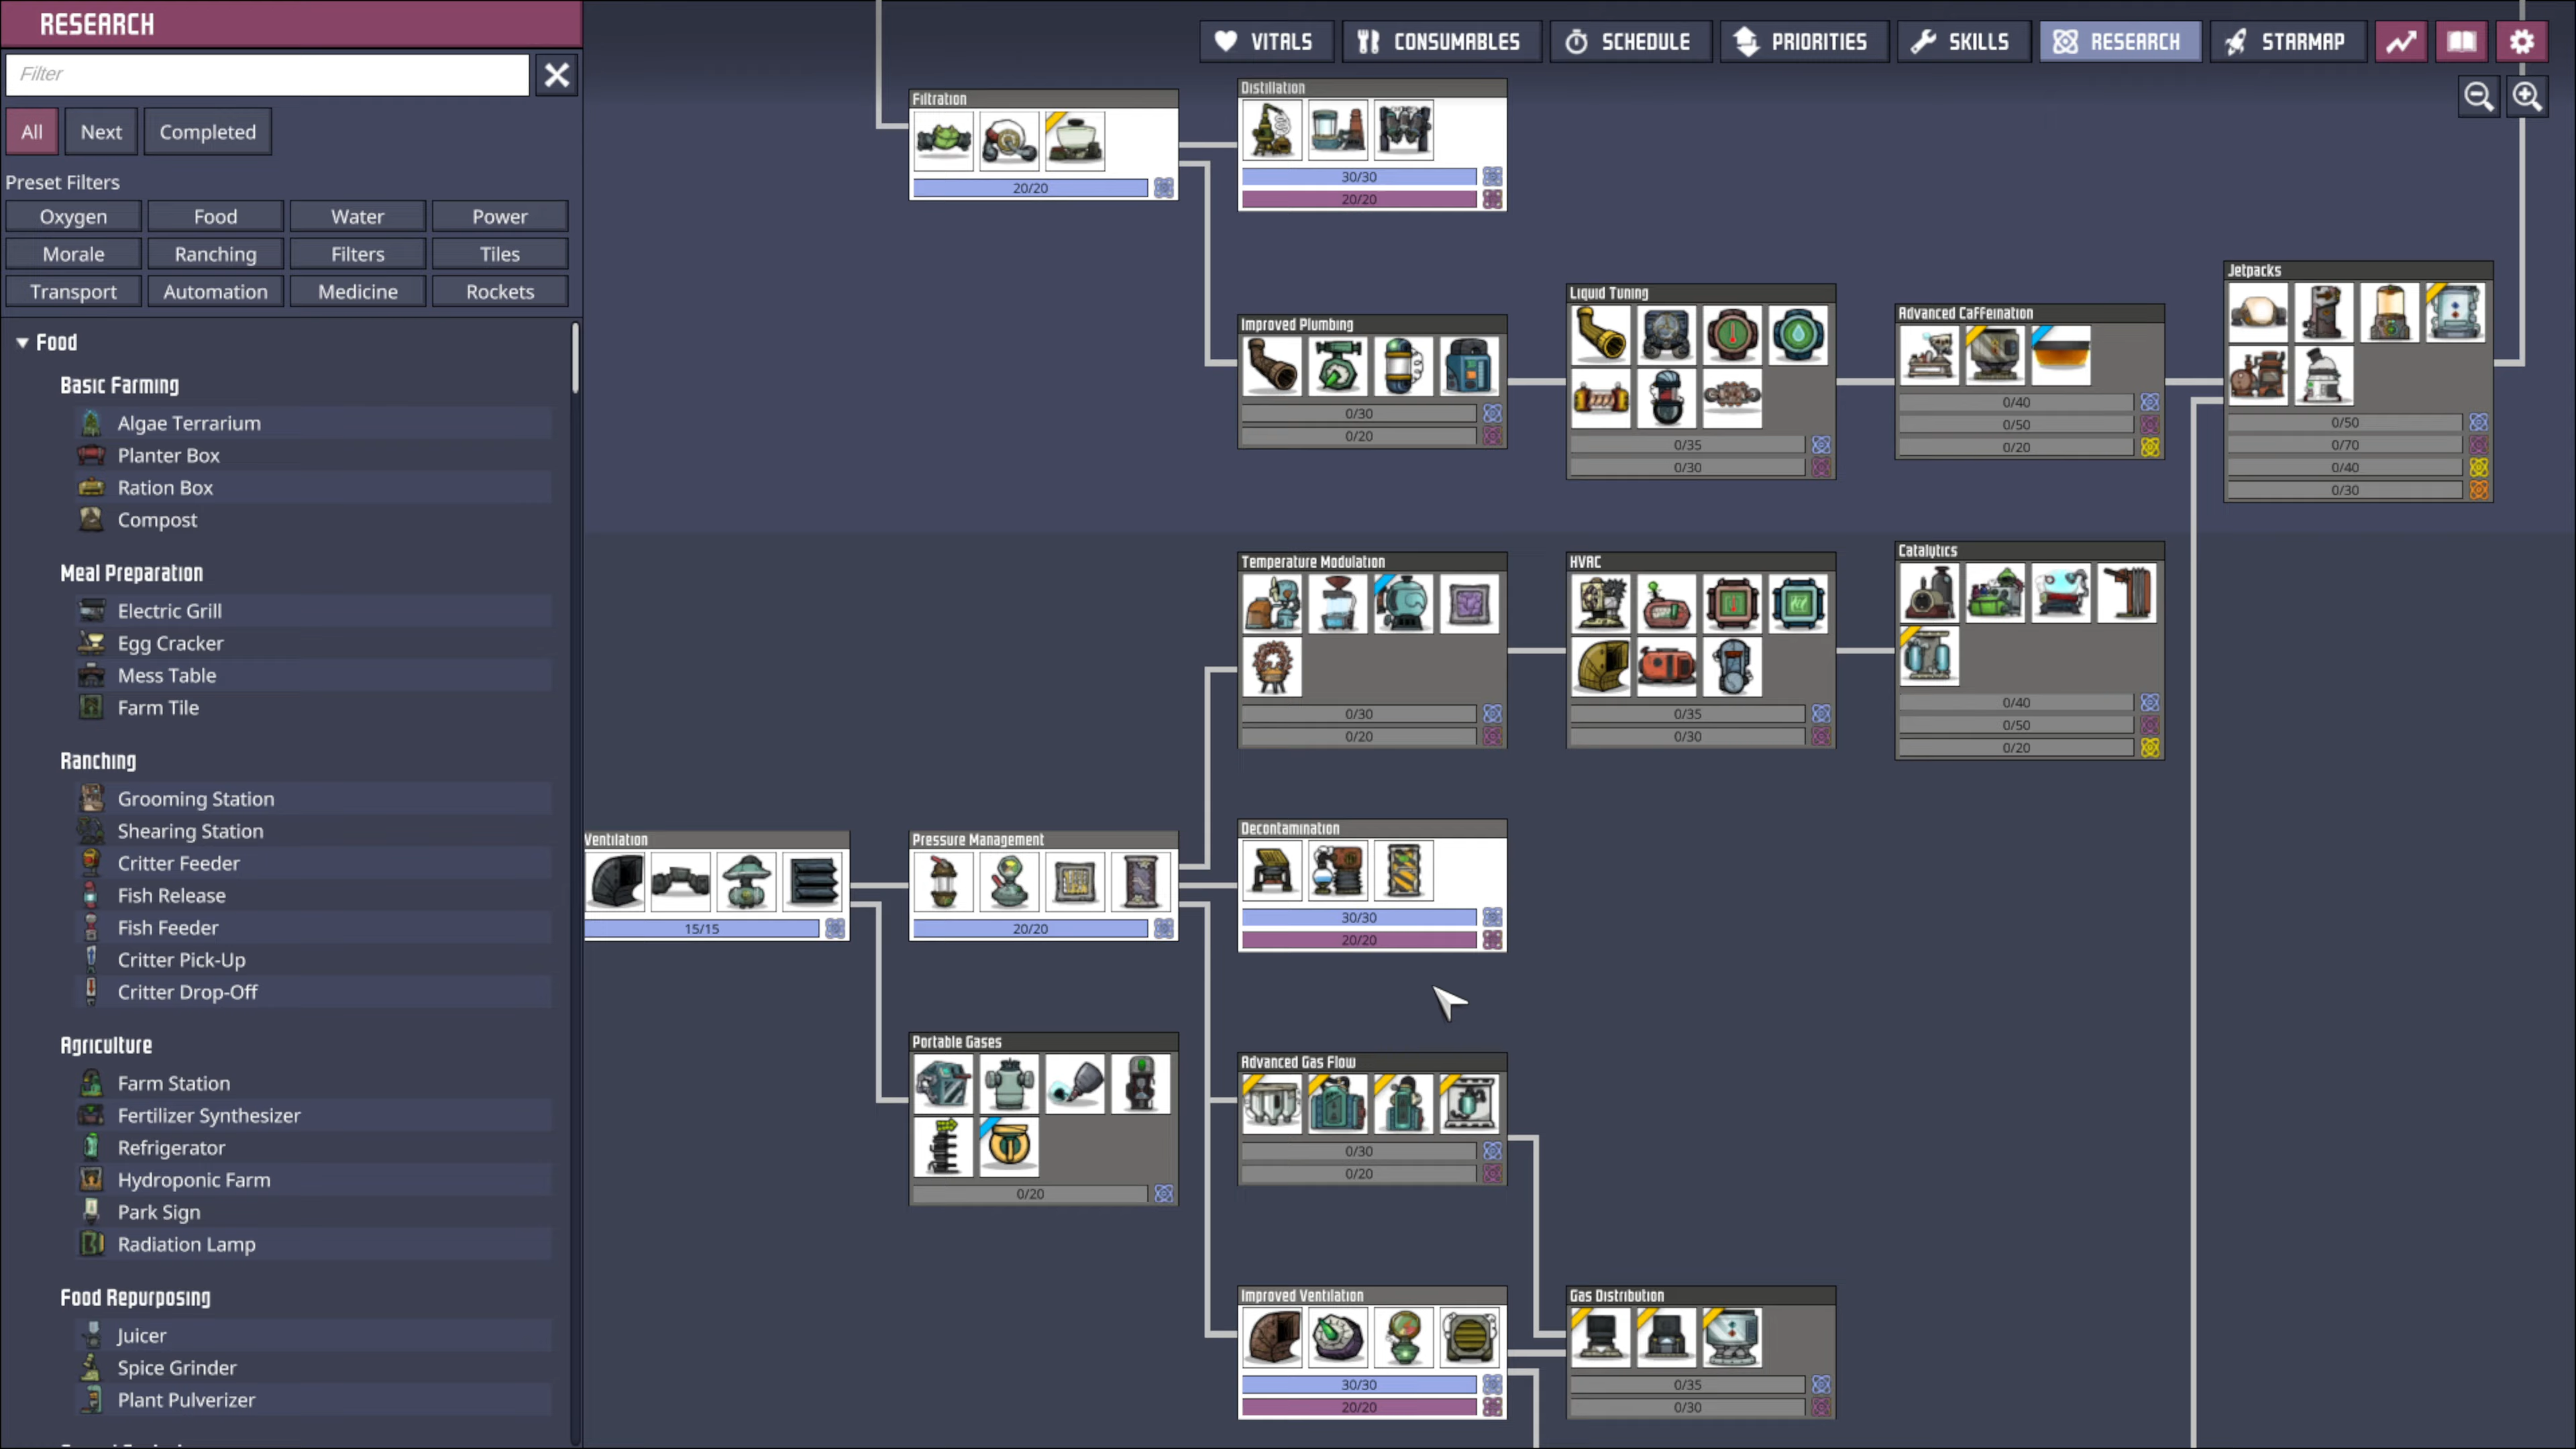 RESEARCH
VITALS
CONSUMABLES
SCHEDULE
PRIORITIES
SKILLS
RESEARCH
STARMAP
Filter
All
Next
Completed
Preset Filters
Oxygen
Food
Water
Power
Morale
Ranching
Filters
Tiles
Transport
Automation
Medicine
Rockets
Food
Basic Farming
Algae Terrarium
Planter Box
Ration Box
Compost
Meal Preparation
Electric Grill
Egg Cracker
Mess Table
Farm Tile
Ranching
Grooming Station
Shearing Station
Critter Feeder
Fish Release
Fish Feeder
Critter Pick-Up
Critter Drop-Off
Agriculture
Farm Station
Fertilizer Synthesizer
Refrigerator
Hydroponic Farm
Park Sign
Radiation Lamp
Food Repurposing
Juicer
Spice Grinder
Plant Pulverizer
Filtration
20/20
Distillation
30/30
20/20
Improved Plumbing
0/30
0/20
Liquid Tuning
0/35
0/30
Advanced Caffeination
0/40
0/50
0/20
Jetpacks
0/50
0/70
0/40
0/30
Temperature Modulation
0/30
0/20
HVAC
0/35
0/30
Catalytics
0/40
0/50
0/20
Ventilation
15/15
Pressure Management
20/20
Decontamination
30/30
20/20
Portable Gases
0/20
Advanced Gas Flow
0/30
0/20
Improved Ventilation
30/30
20/20
Gas Distribution
0/35
0/30